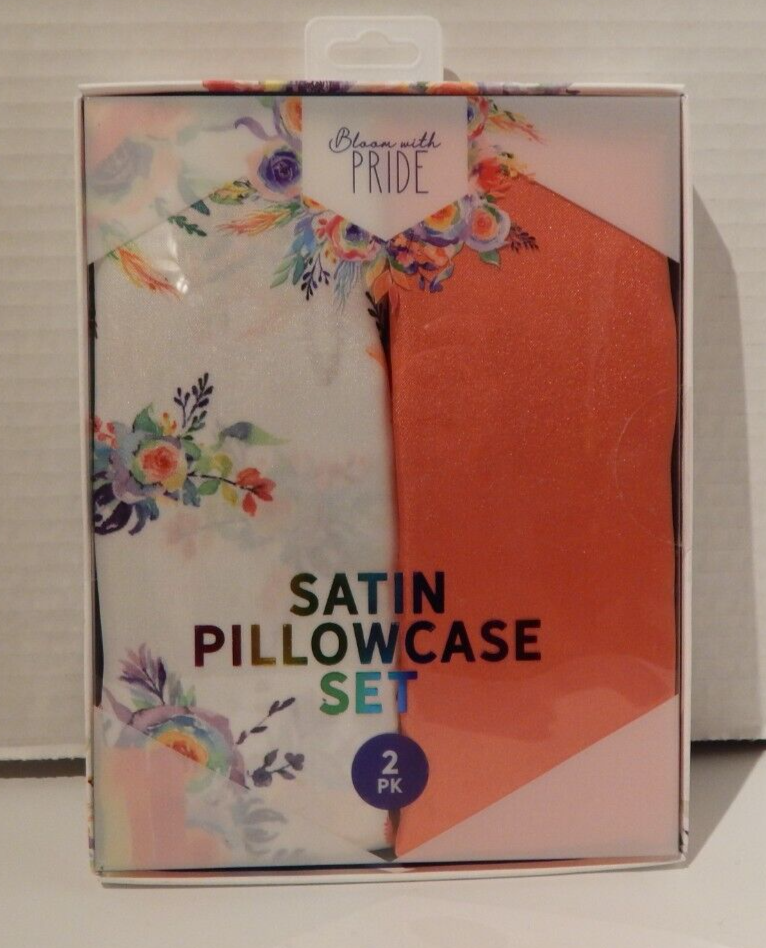 Bloom with
PRIDE
SATIN
PILLOWCASE
SET
2
PK